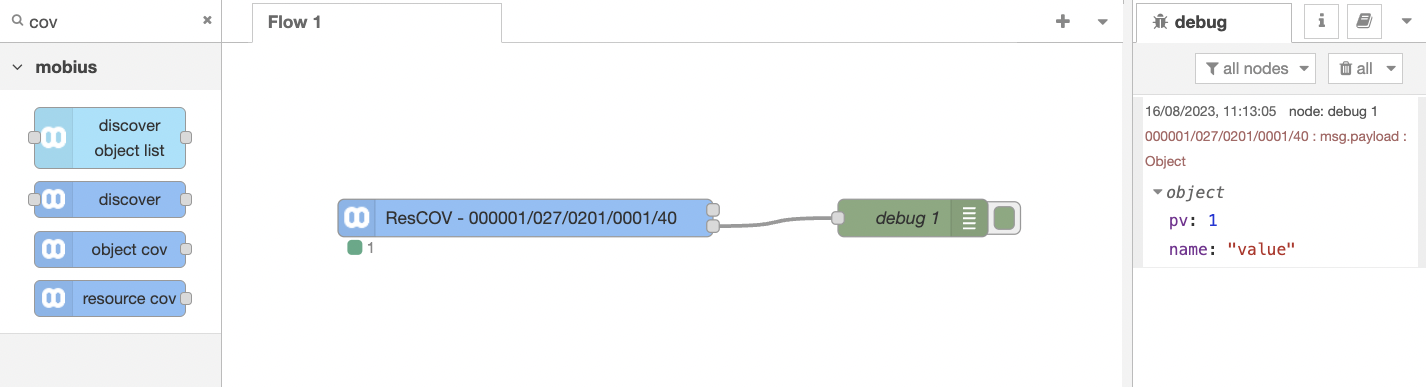 cov
mobius
discover
object list
discover
object cov
resource cov
Flow 1
ResCOV - 000001/027/0201/0001/40
1
debug 1
debug
all nodes
all
16/08/2023, 11:13:05 node: debug 1
000001/027/0201/0001/40 : msg.payload :
Object
object
pv: 1
name: "value"